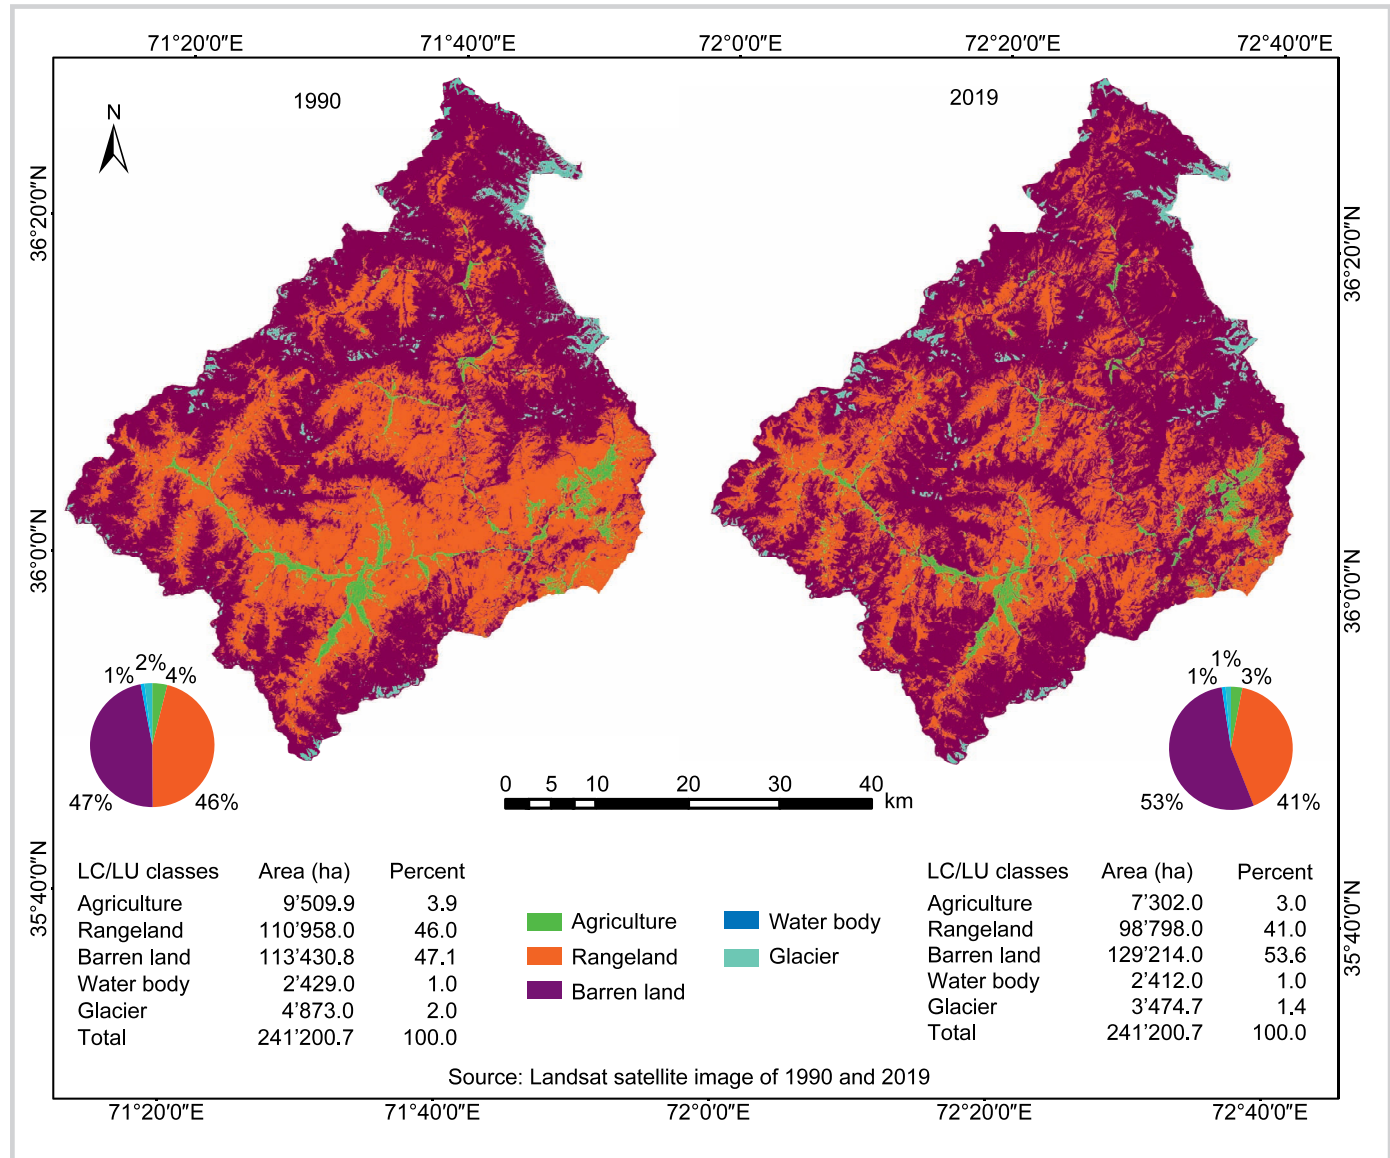 71°20′0″E 71°40′0″E 72°0′0″E 72°20′0″E 72°40′0″E
1990
2019
N
36°20′0″N
36°20′0″N
36°0′0″N
36°0′0″N
35°40′0″N
35°40′0″N
1% 2% 4%
47% 46%
1% 1% 3%
53% 41%
0 5 10 20 30 40
km
LC/LU classes Area (ha) Percent
Agriculture 9’509.9 3.9
Rangeland 110’958.0 46.0
Barren land 113’430.8 47.1
Water body 2’429.0 1.0
Glacier 4’873.0 2.0
Total 241’200.7 100.0
Agriculture
Rangeland
Barren land
Water body
Glacier
LC/LU classes Area (ha) Percent
Agriculture 7’302.0 3.0
Rangeland 98’798.0 41.0
Barren land 129’214.0 53.6
Water body 2’412.0 1.0
Glacier 3’474.7 1.4
Total 241’200.7 100.0
Source: Landsat satellite image of 1990 and 2019
71°20′0″E 71°40′0″E 72°0′0″E 72°20′0″E 72°40′0″E